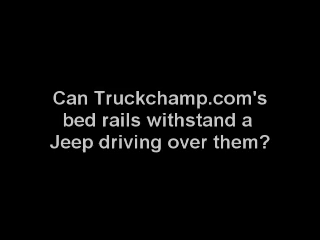 Can Truckchamp.com's
bed rails withstand a
Jeep driving over them?